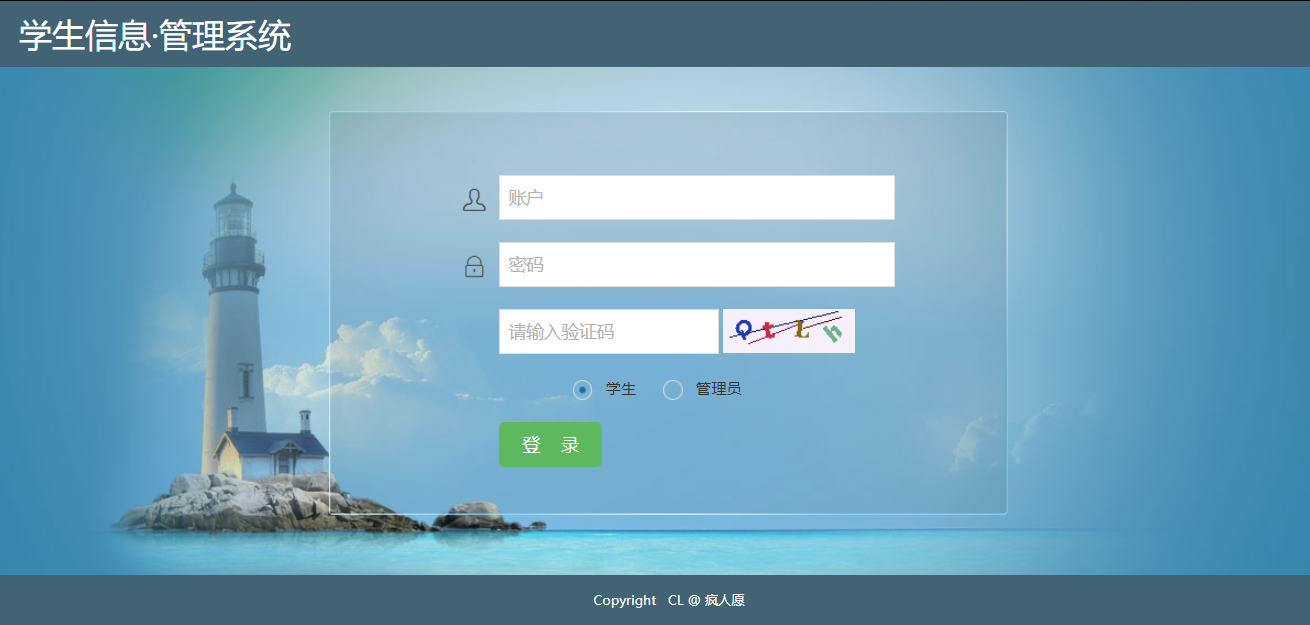 学生信息·管理系统
账户
密码
请输入验证码 QtLh
学生 管理员
登 录
Copyright CL @ 疯人愿